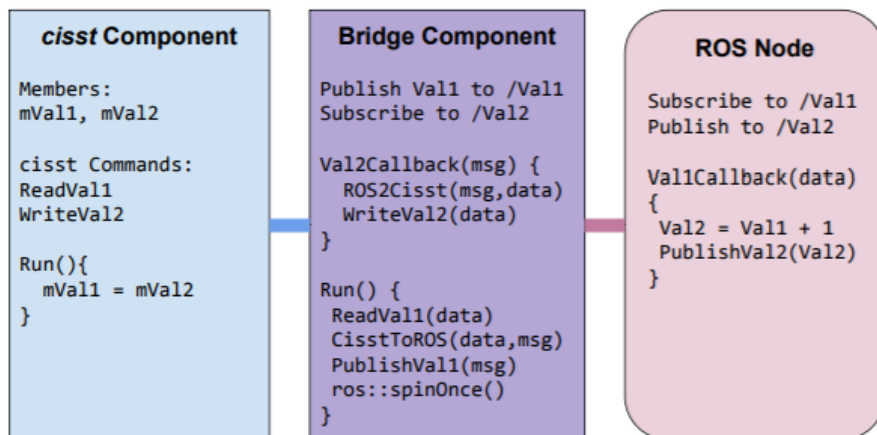 cisst Component
Members:
mVal1, mVal2
cisst Commands:
ReadVal1
WriteVal2
Run(){
  mVal1 = mVal2
}
Bridge Component
Publish Val1 to /Val1
Subscribe to /Val2
Val2Callback(msg) {
  ROS2Cisst(msg,data)
  WriteVal2(data)
}
Run() {
 ReadVal1(data)
 CisstToROS(data,msg)
 PublishVal1(msg)
 ros::spinOnce()
}
ROS Node
Subscribe to /Val1
Publish to /Val2
Val1Callback(data)
{
 Val2 = Val1 + 1
 PublishVal2(Val2)
}